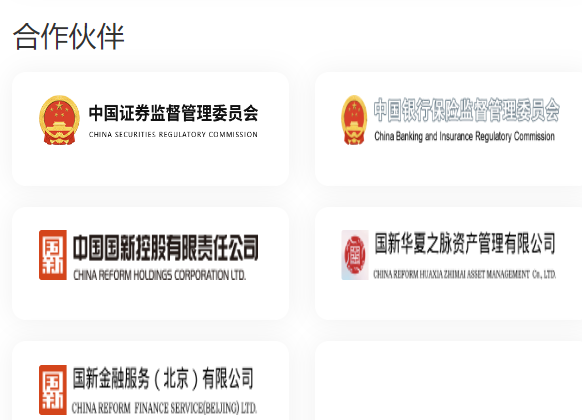 合作伙伴
中国证券监督管理委员会
CHINA SECURITIES REGULATORY COMMISSION
中国银行保险监督管理委员会
China Banking and Insurance Regulatory Commission
国新
中国国新控股有限责任公司
CHINA REFORM HOLDINGS CORPORATION LTD.
国新华夏之脉资产管理有限公司
CHINA REFORM HUAXIA ZHIMAI ASSET MANAGEMENT Co., LTD.
国新
国新金融服务（北京）有限公司
CHINA REFORM FINANCE SERVICE(BEIJING) LTD.